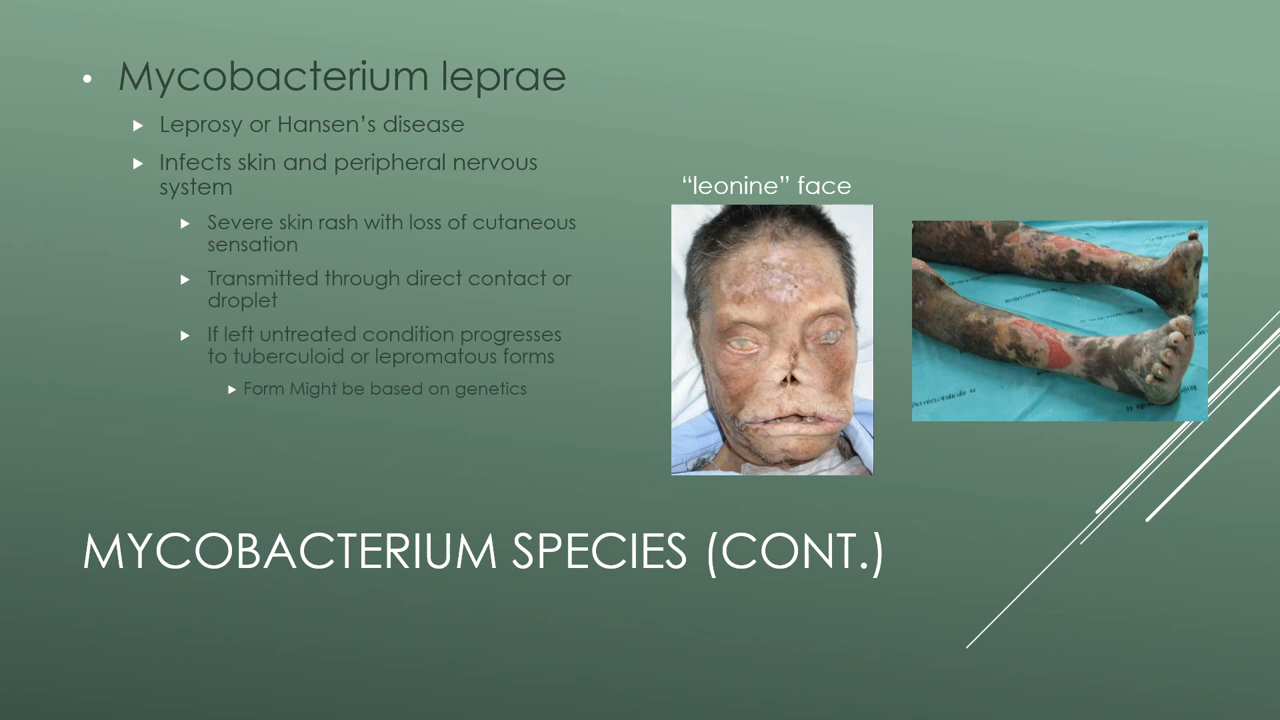 Mycobacterium leprae
Leprosy or Hansen’s disease
Infects skin and peripheral nervous
system
Severe skin rash with loss of cutaneous
sensation
Transmitted through direct contact or
droplet
If left untreated condition progresses
to tuberculoid or lepromatous forms
Form Might be based on genetics
“leonine” face
MYCOBACTERIUM SPECIES (CONT.)